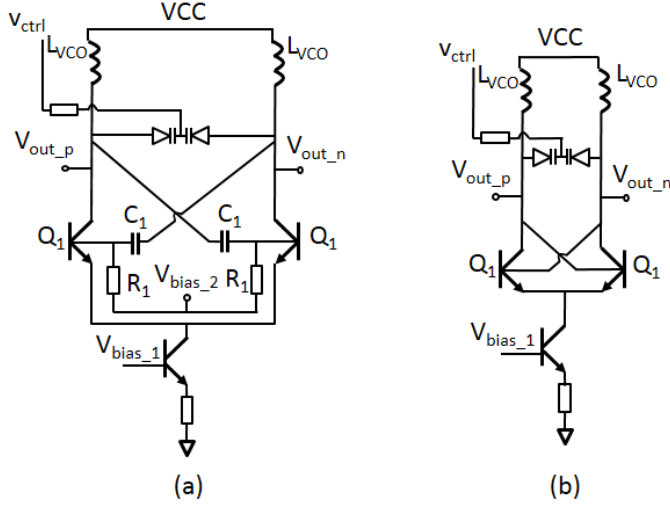 VCC
v_ctrl
L_VCO
L_VCO
V_out_p
V_out_n
C_1
C_1
Q_1
Q_1
R_1
V_bias_2
R_1
V_bias_1
(a)
VCC
v_ctrl
L_VCO
L_VCO
V_out_p
V_out_n
Q_1
Q_1
V_bias_1
(b)